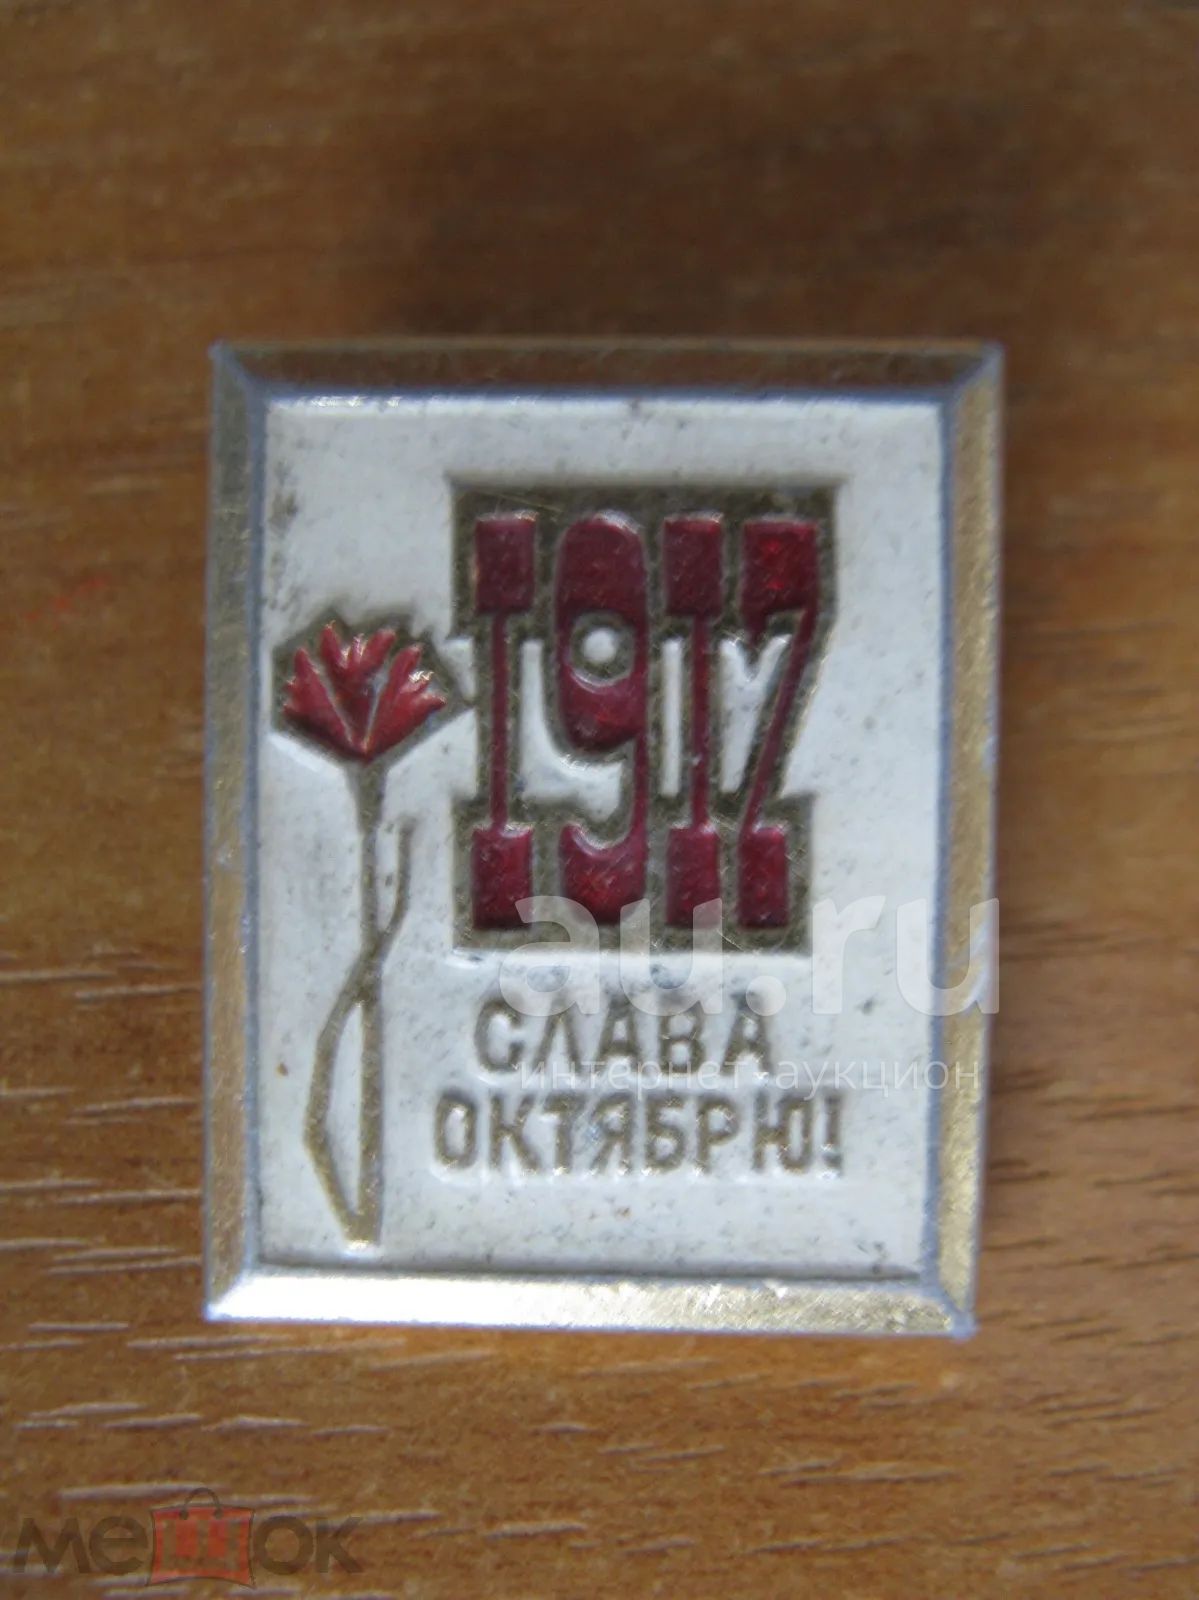 1917
СЛАВА
ОКТЯБРЮ!
au.ru
интернет-аукцион
мешок